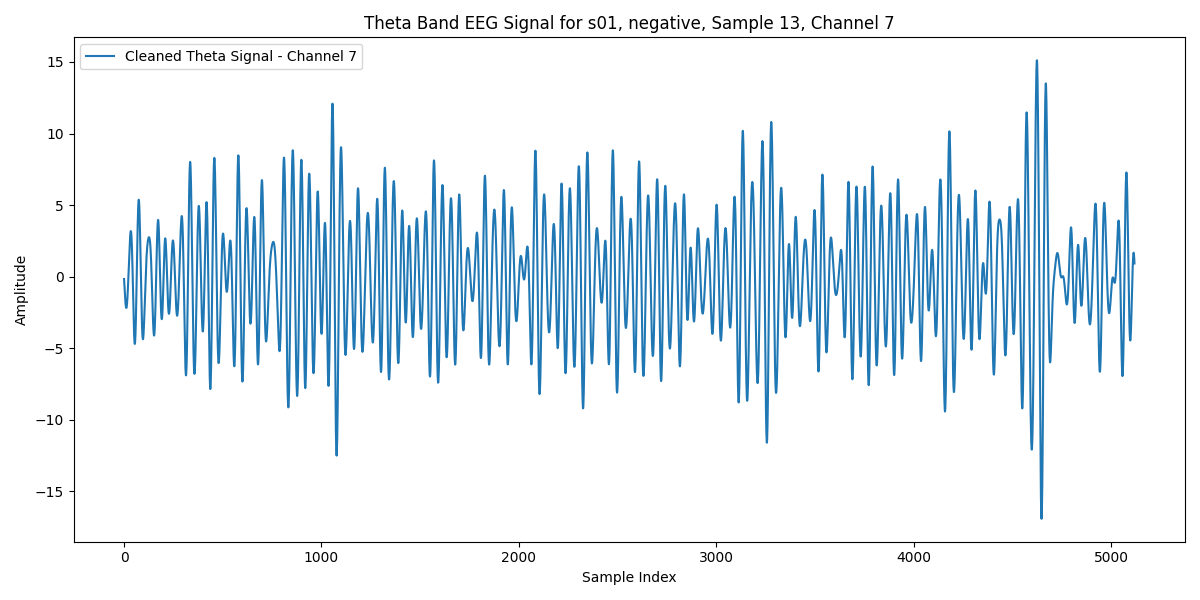 Theta Band EEG Signal for s01, negative, Sample 13, Channel 7
Cleaned Theta Signal - Channel 7
15
10
5
0
−5
−10
−15
Amplitude
0 1000 2000 3000 4000 5000
Sample Index